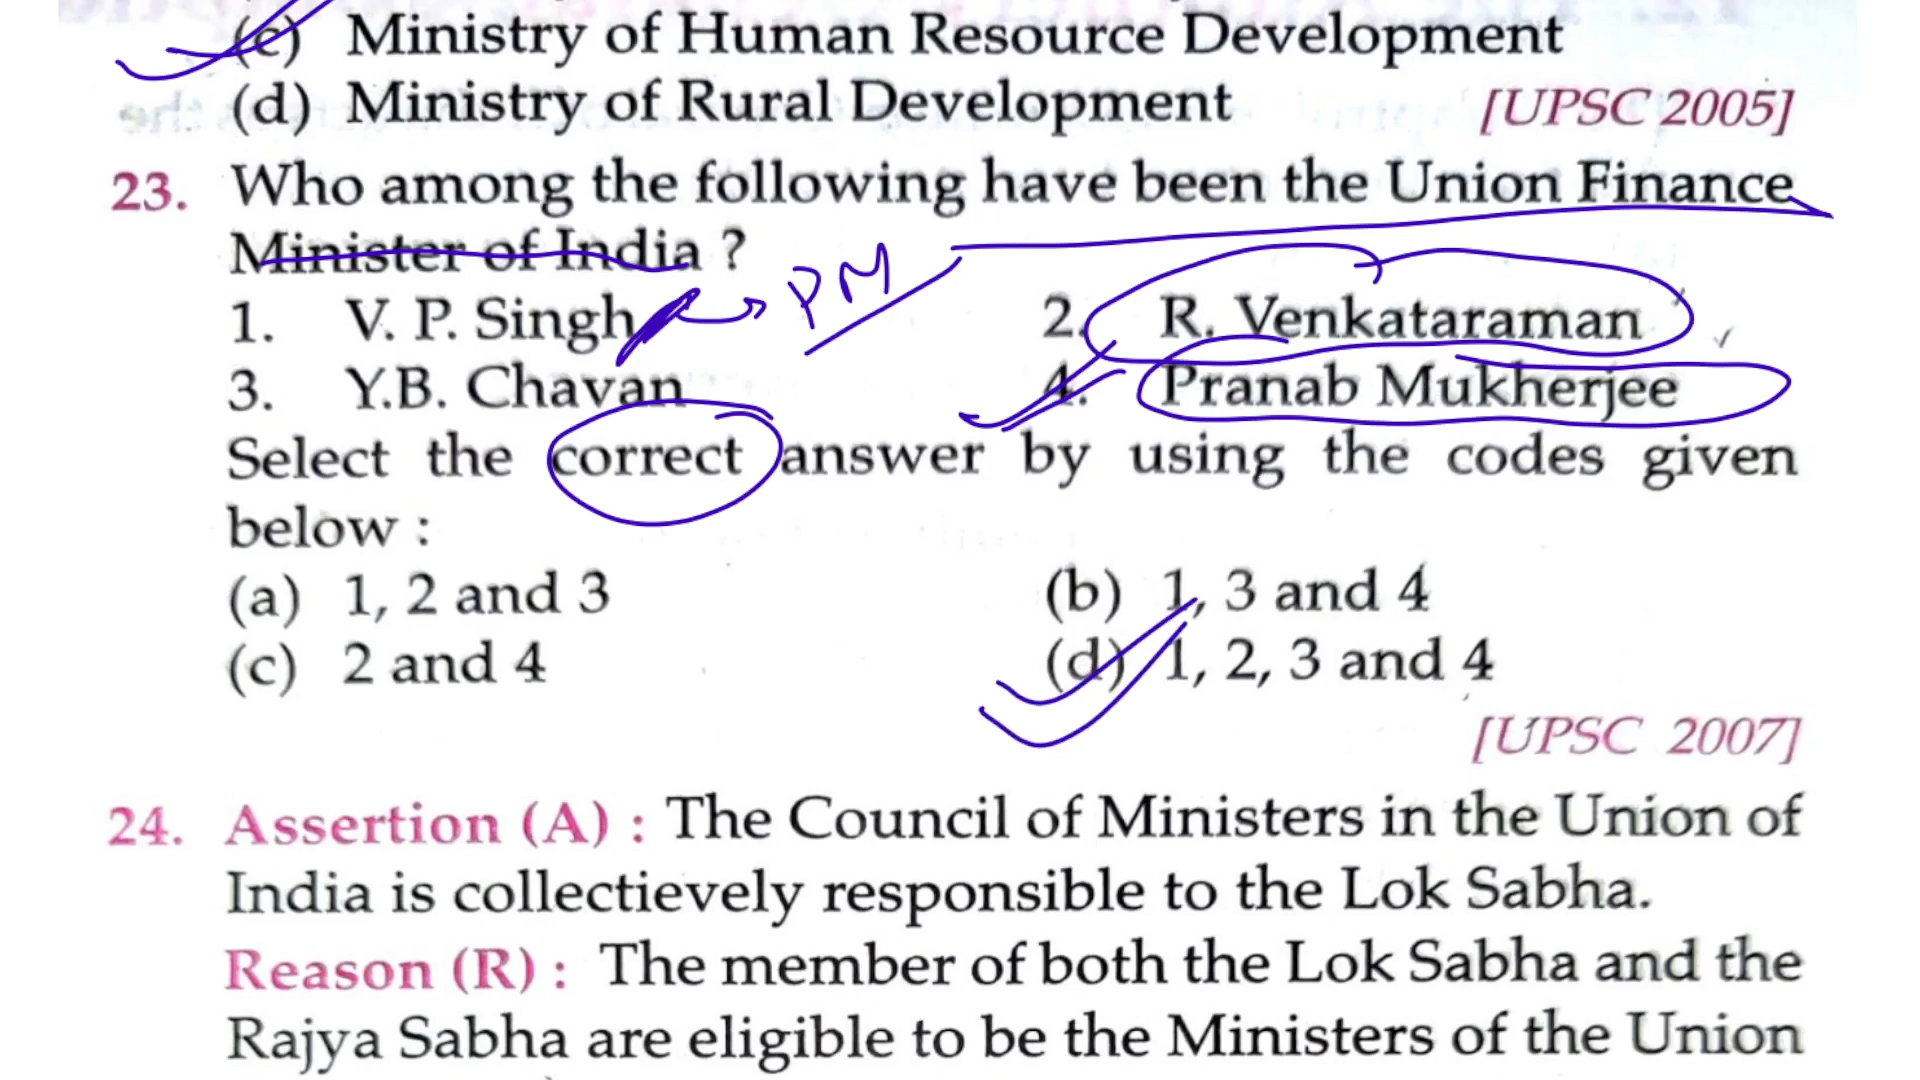 (c) Ministry of Human Resource Development
(d) Ministry of Rural Development [UPSC 2005]
23. Who among the following have been the Union Finance
Minister of India ?
PM
1. V. P. Singh 2. R. Venkataraman
3. Y.B. Chavan 4. Pranab Mukherjee
Select the correct answer by using the codes given
below :
(a) 1, 2 and 3 (b) 1, 3 and 4
(c) 2 and 4 (d) 1, 2, 3 and 4
[UPSC 2007]
24. Assertion (A) : The Council of Ministers in the Union of
India is collectievely responsible to the Lok Sabha.
Reason (R) : The member of both the Lok Sabha and the
Rajya Sabha are eligible to be the Ministers of the Union